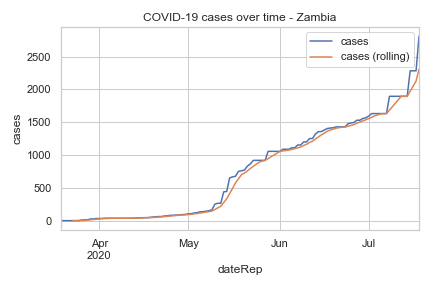 COVID-19 cases over time - Zambia
cases
cases (rolling)
cases
2500
2000
1500
1000
500
0
Apr
2020
May
Jun
Jul
dateRep